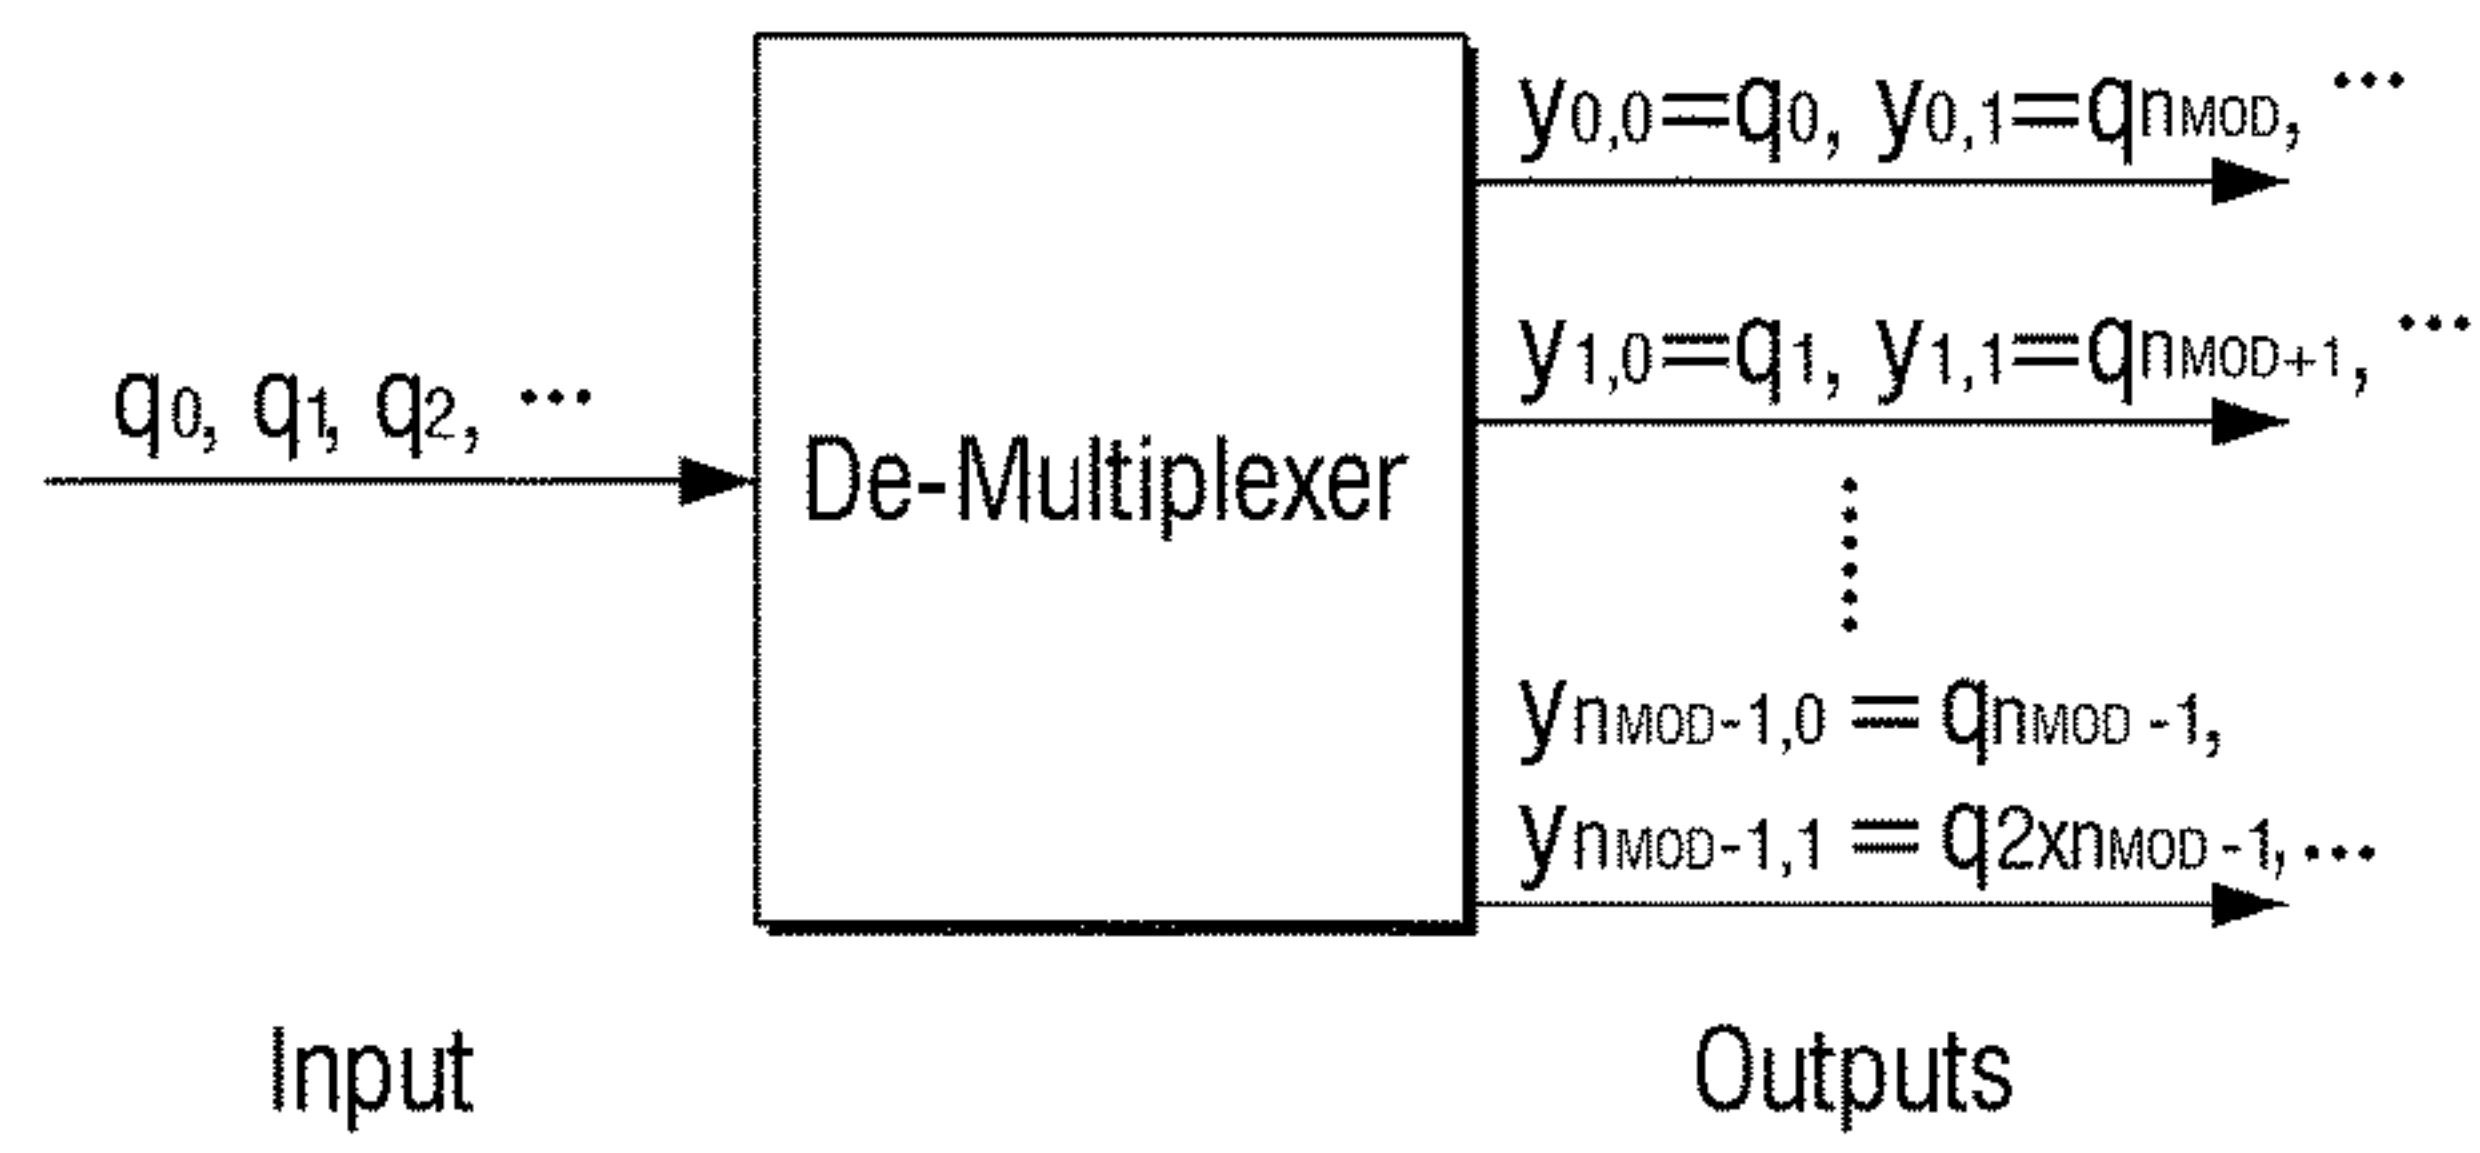 y0,0=q0, y0,1=qnMOD, ...
y1,0=q1, y1,1=qnMOD+1, ...
q0, q1, q2, ...
De-Multiplexer
ynMOD-1,0 = qnMOD -1,
ynMOD-1,1 = q2xnMOD -1, ...
Input
Outputs